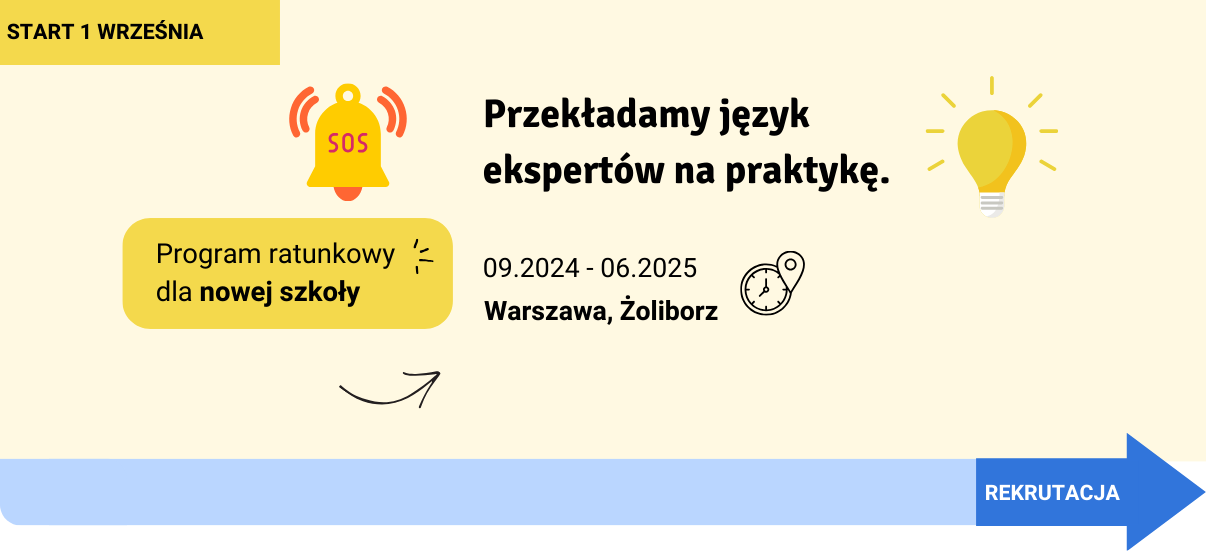 START 1 WRZEŚNIA
SOS
Przekładamy język
ekspertów na praktykę.
Program ratunkowy
dla nowej szkoły
09.2024 - 06.2025
Warszawa, Żoliborz
REKRUTACJA